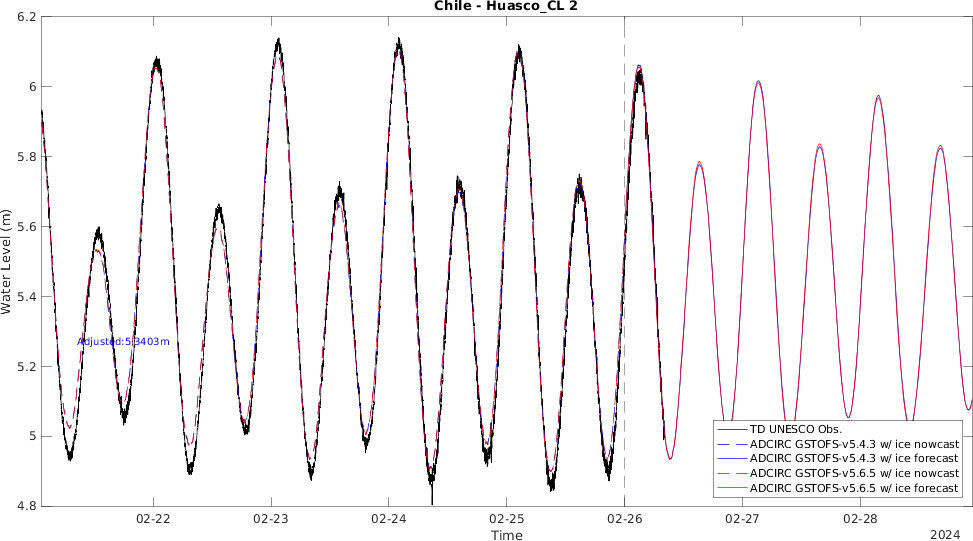 Chile - Huasco_CL 2
6.2
6
5.8
5.6
5.4
5.2
5
4.8
Water Level (m)
Adjusted:5.3403m
TD UNESCO Obs.
ADCIRC GSTOFS-v5.4.3 w/ ice nowcast
ADCIRC GSTOFS-v5.4.3 w/ ice forecast
ADCIRC GSTOFS-v5.6.5 w/ ice nowcast
ADCIRC GSTOFS-v5.6.5 w/ ice forecast
02-22
02-23
02-24
02-25
02-26
02-27
02-28
Time
2024